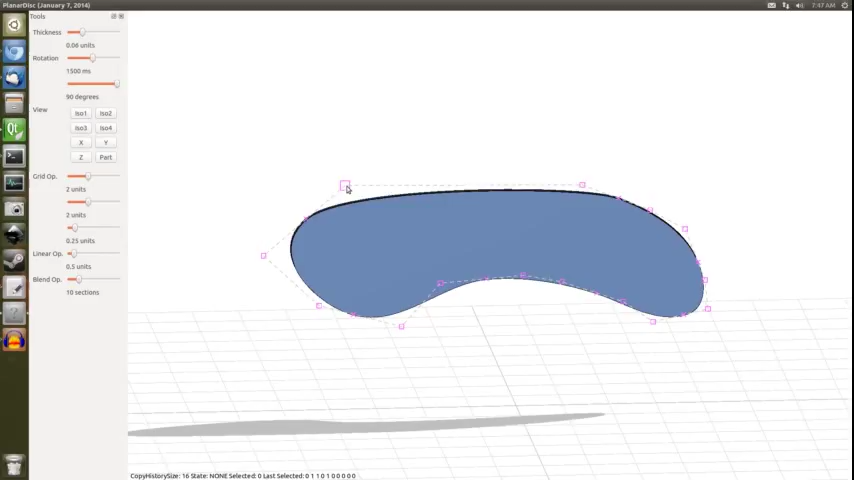 PlanarDisc (January 7, 2014)
7:47 AM
Tools
Thickness
0.06 units
Rotation
1500 ms
90 degrees
View
Iso1 Iso2
Iso3 Iso4
X Y
Z Part
Grid Op.
2 units
2 units
0.25 units
Linear Op.
0.5 units
Blend Op.
10 sections
CopyHistorySize: 16 State: NONE Selected: 0 Last Selected: 0 1 1 0 1 0 0 0 0 0